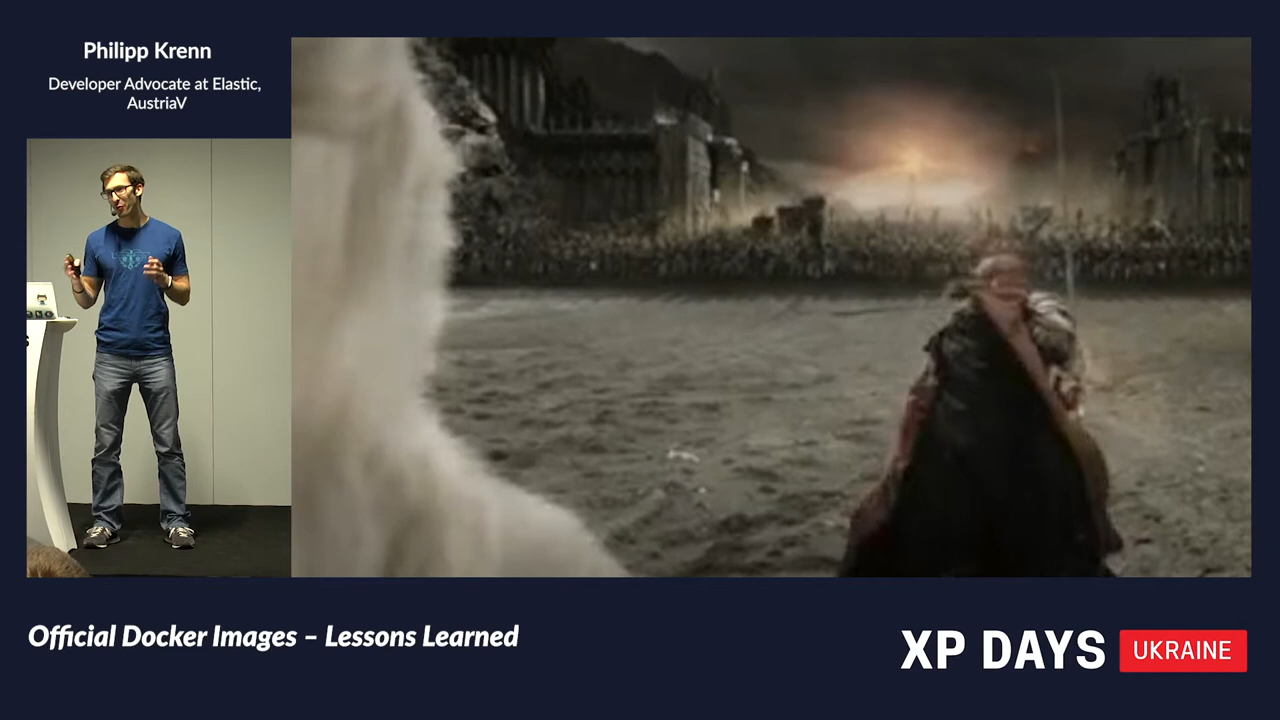 Philipp Krenn
Developer Advocate at Elastic,
AustriaV
Official Docker Images – Lessons Learned
XP DAYS UKRAINE